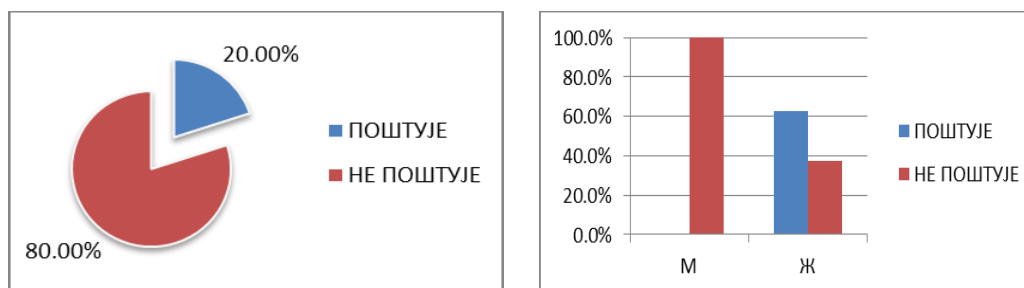 20.00%
80.00%
ПОШТУЈЕ
НЕ ПОШТУЈЕ
100.0%
80.0%
60.0%
40.0%
20.0%
0.0%
М Ж
ПОШТУЈЕ
НЕ ПОШТУЈЕ